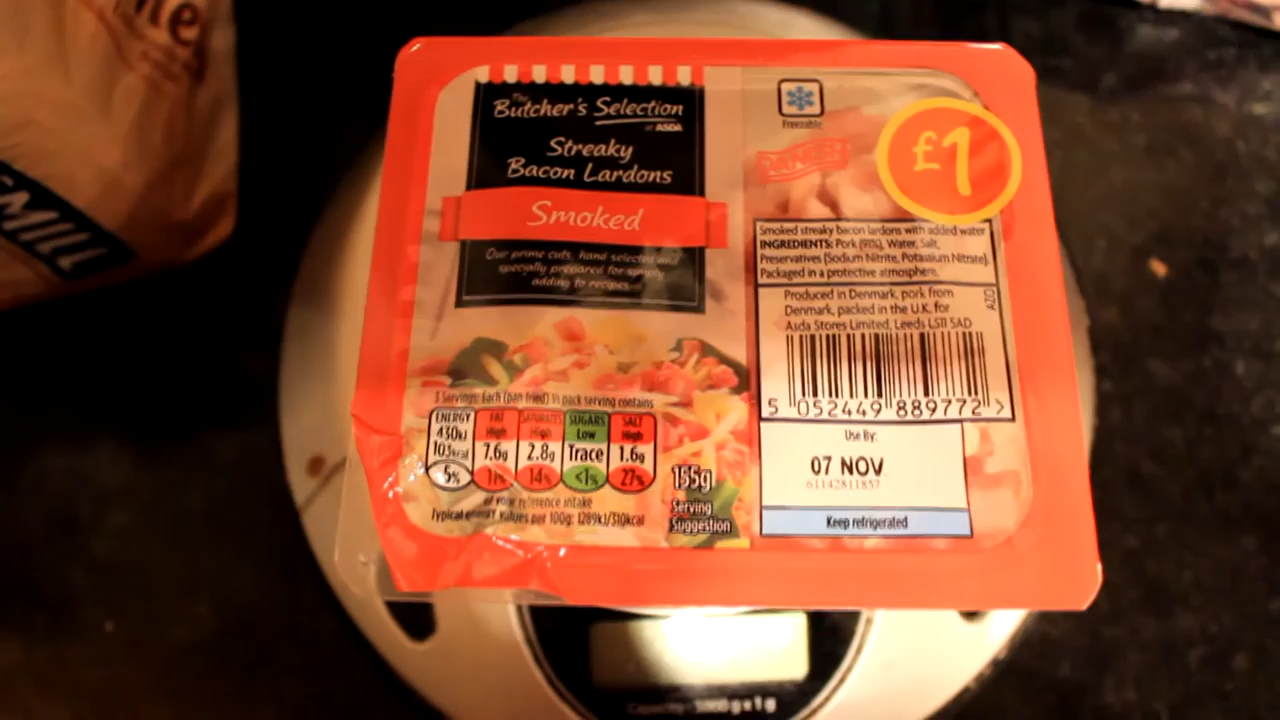 The
Butcher's Selection
at ASDA
Streaky
Bacon Lardons
Smoked
Our prime cuts, hand selected and
specially prepared for simply
adding to recipes
3 Servings: Each (pan fried) ⅓ pack serving contains
ENERGY
430kJ
103kcal
5%
FAT
High
7.6g
11%
SATURATES
High
2.8g
14%
SUGARS
Low
Trace
<1%
SALT
High
1.6g
27%
of your reference intake
Typical energy values per 100g: 1289kJ/310kcal
155g
Serving
Suggestion
Freezable
DANISH
£1
Smoked streaky bacon lardons with added water
INGREDIENTS: Pork (90%), Water, Salt,
Preservatives (Sodium Nitrite, Potassium Nitrate).
Packaged in a protective atmosphere.
Produced in Denmark, pork from
Denmark, packed in the U.K. for
Asda Stores Limited, Leeds LS11 5AD
5 052449 889772 >
Use By:
07 NOV
61142811857
Keep refrigerated
EMILL
Capacity: 5000g x 1g